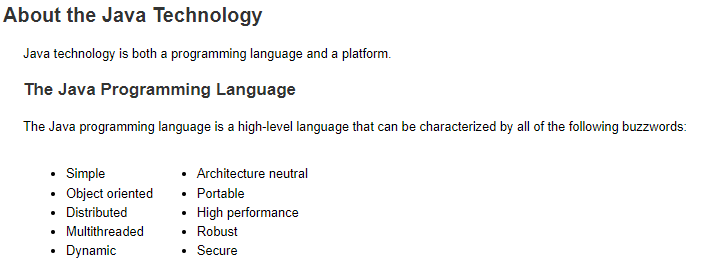 About the Java Technology
Java technology is both a programming language and a platform.
The Java Programming Language
The Java programming language is a high-level language that can be characterized by all of the following buzzwords:
• Simple
• Object oriented
• Distributed
• Multithreaded
• Dynamic
• Architecture neutral
• Portable
• High performance
• Robust
• Secure